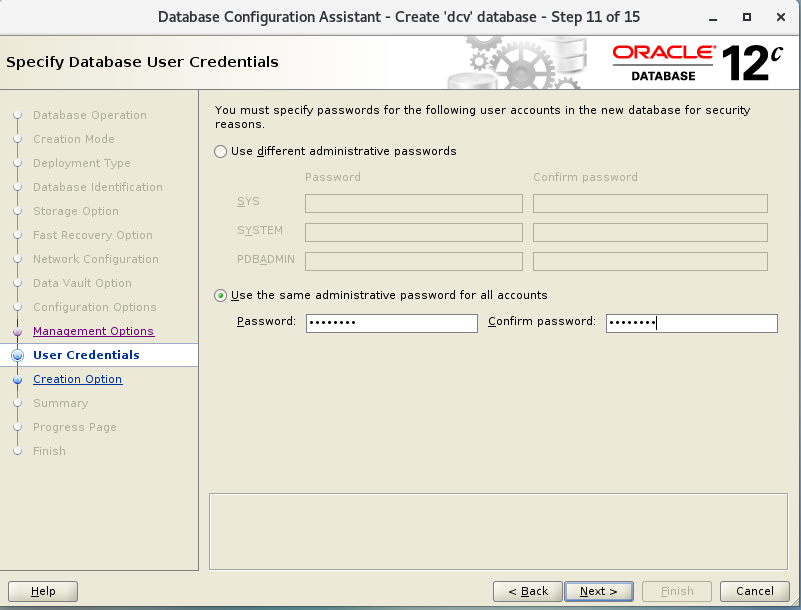 Database Configuration Assistant - Create 'dcv' database - Step 11 of 15
Specify Database User Credentials
ORACLE
DATABASE
12c
Database Operation
Creation Mode
Deployment Type
Database Identification
Storage Option
Fast Recovery Option
Network Configuration
Data Vault Option
Configuration Options
Management Options
User Credentials
Creation Option
Summary
Progress Page
Finish
You must specify passwords for the following user accounts in the new database for security
reasons.
Use different administrative passwords
Password Confirm password
SYS
SYSTEM
PDBADMIN
Use the same administrative password for all accounts
Password: •••••••• Confirm password: ••••••••
Help < Back Next > Finish Cancel